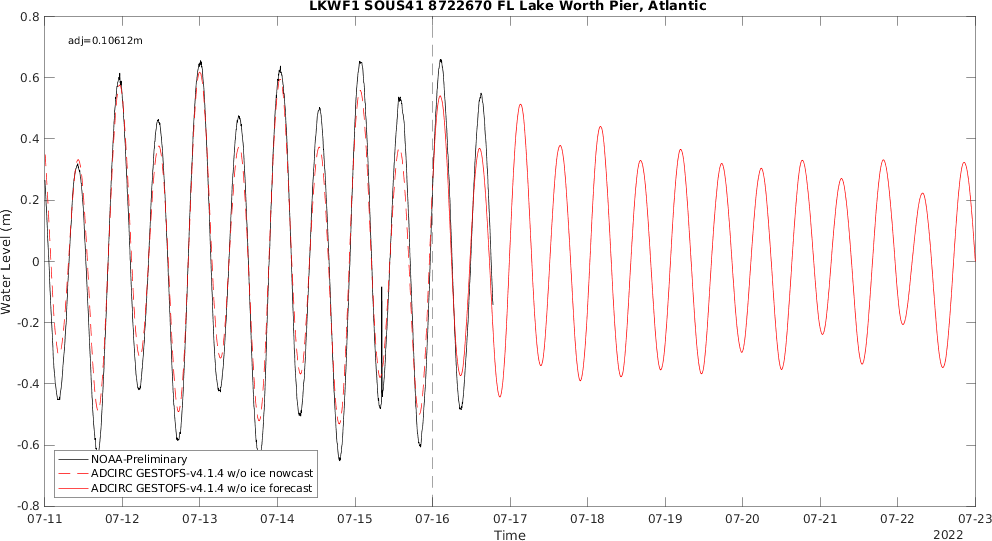 LKWF1 SOUS41 8722670 FL Lake Worth Pier, Atlantic
adj=0.10612m
0.8
0.6
0.4
0.2
0
-0.2
-0.4
-0.6
-0.8
Water Level (m)
NOAA-Preliminary
ADCIRC GESTOFS-v4.1.4 w/o ice nowcast
ADCIRC GESTOFS-v4.1.4 w/o ice forecast
07-11 07-12 07-13 07-14 07-15 07-16 07-17 07-18 07-19 07-20 07-21 07-22 07-23
Time
2022